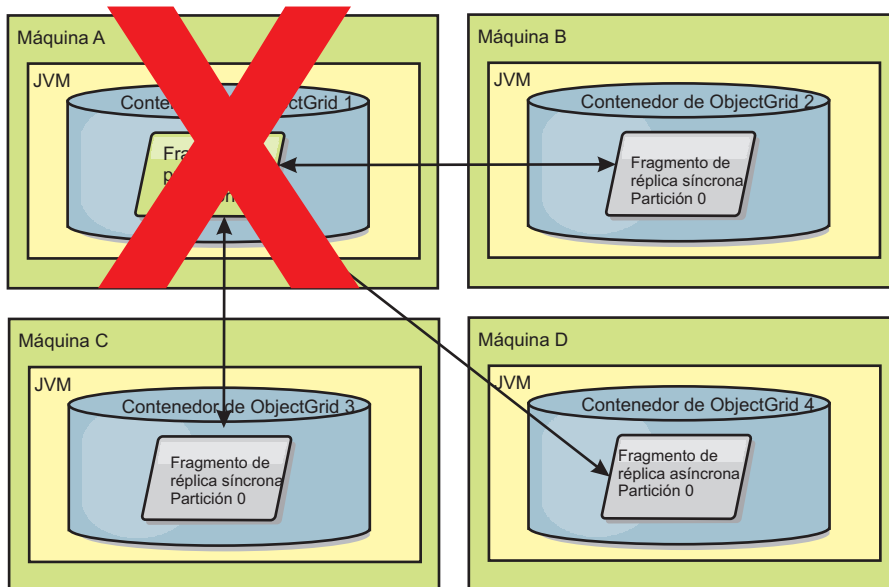 Máquina A
JVM
ObjectGrid 1
Máquina B
JVM
Contenedor de ObjectGrid 2
Fragmento de
réplica síncrona
Partición 0
Máquina C
JVM
Contenedor de ObjectGrid 3
Fragmento de
réplica síncrona
Partición 0
Máquina D
JVM
Contenedor de ObjectGrid 4
Fragmento de
réplica asíncrona
Partición 0